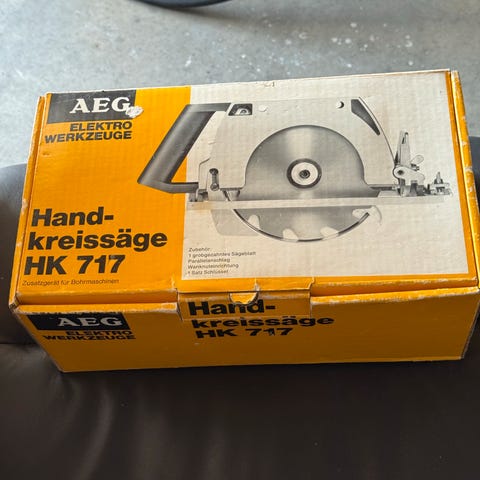 AEG
ELEKTRO
WERKZEUGE
Hand-
kreissäge
HK 717
Zusatzgerät für Bohrmaschinen
Zubehör:
1 grobgezahntes Sägeblatt
Parallelanschlag
Wanknuteinrichtung
1 Satz Schlüssel
AEG
ELEKTRO
WERKZEUGE
Hand-
kreissäge
HK 717